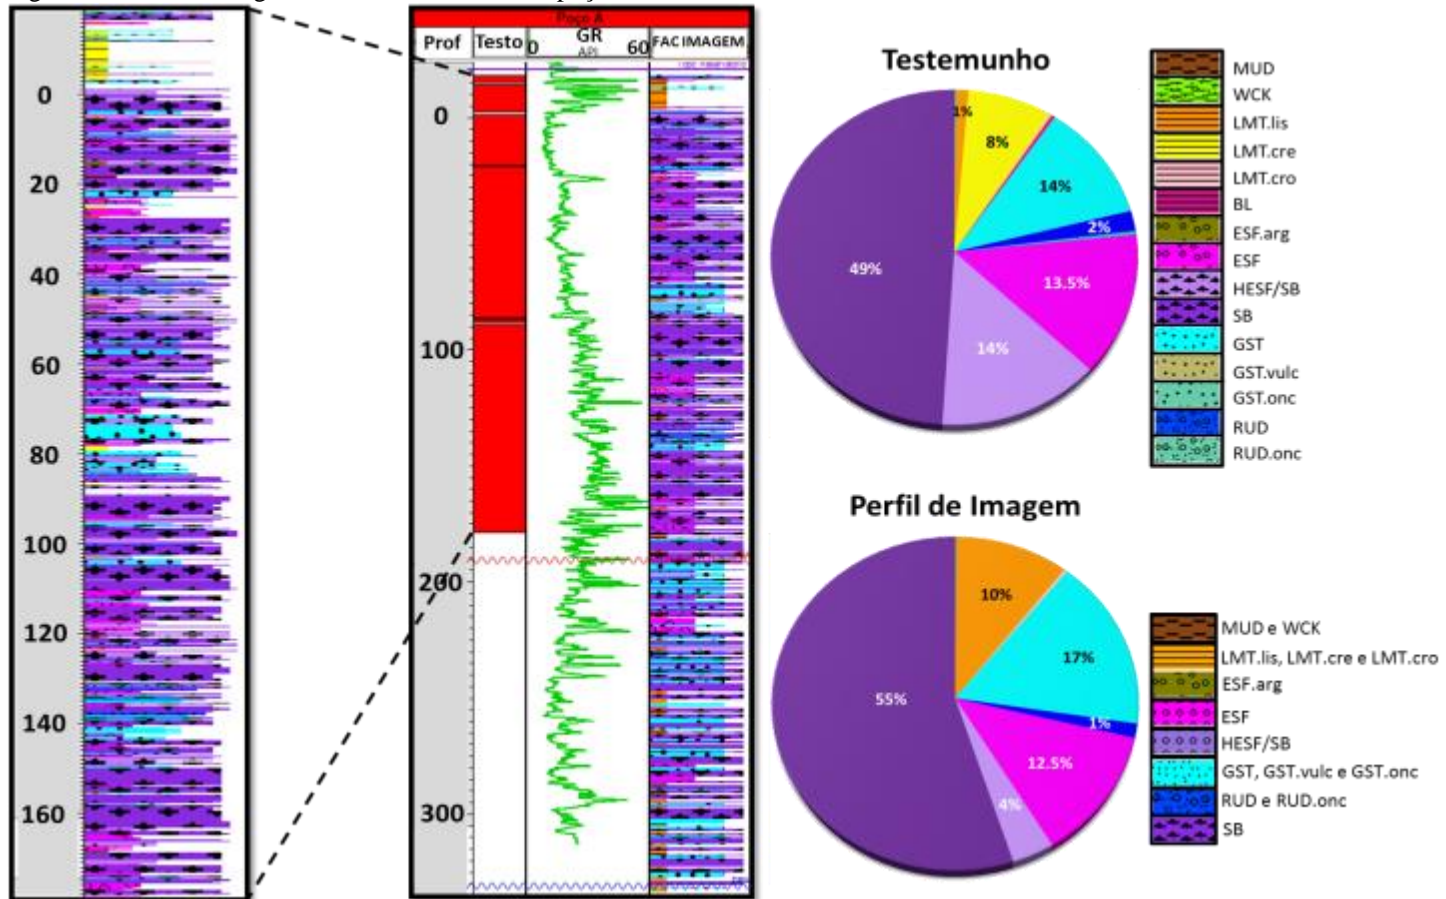 0
20
40
60
80
100
120
140
160
Poço A
Prof
Testo
0
GR
API
60
FAC IMAGEM
0
100
200
300
Testemunho
1%
8%
14%
2%
13.5%
14%
49%
MUD
WCK
LMT.lis
LMT.cre
LMT.cro
BL
ESF.arg
ESF
HESF/SB
SB
GST
GST.vulc
GST.onc
RUD
RUD.onc
Perfil de Imagem
10%
17%
1%
12.5%
4%
55%
MUD e WCK
LMT.lis, LMT.cre e LMT.cro
ESF.arg
ESF
HESF/SB
GST, GST.vulc e GST.onc
RUD e RUD.onc
SB